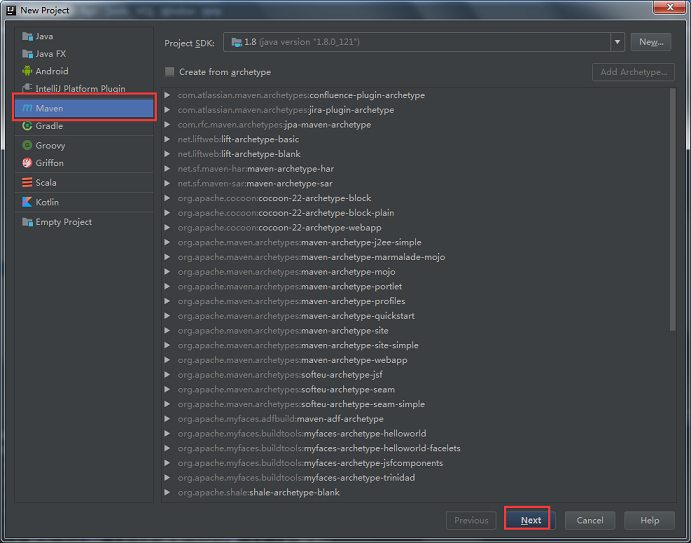 New Project
Java
Java FX
Android
IntelliJ Platform Plugin
Maven
Gradle
Groovy
Griffon
Scala
Kotlin
Empty Project
Project SDK: 1.8 (java version "1.8.0_121") New...
Create from archetype Add Archetype...
com.atlassian.maven.archetypes:confluence-plugin-archetype
com.atlassian.maven.archetypes:jira-plugin-archetype
com.rfc.maven.archetypes:jpa-maven-archetype
net.liftweb:lift-archetype-basic
net.liftweb:lift-archetype-blank
net.sf.maven-har:maven-archetype-har
net.sf.maven-sar:maven-archetype-sar
org.apache.cocoon:cocoon-22-archetype-block
org.apache.cocoon:cocoon-22-archetype-block-plain
org.apache.cocoon:cocoon-22-archetype-webapp
org.apache.maven.archetypes:maven-archetype-j2ee-simple
org.apache.maven.archetypes:maven-archetype-marmalade-mojo
org.apache.maven.archetypes:maven-archetype-mojo
org.apache.maven.archetypes:maven-archetype-portlet
org.apache.maven.archetypes:maven-archetype-profiles
org.apache.maven.archetypes:maven-archetype-quickstart
org.apache.maven.archetypes:maven-archetype-site
org.apache.maven.archetypes:maven-archetype-site-simple
org.apache.maven.archetypes:maven-archetype-webapp
org.apache.maven.archetypes:softeu-archetype-jsf
org.apache.maven.archetypes:softeu-archetype-seam
org.apache.maven.archetypes:softeu-archetype-seam-simple
org.apache.myfaces.adfbuild:maven-adf-archetype
org.apache.myfaces.buildtools:myfaces-archetype-helloworld
org.apache.myfaces.buildtools:myfaces-archetype-helloworld-facelets
org.apache.myfaces.buildtools:myfaces-archetype-jsfcomponents
org.apache.myfaces.buildtools:myfaces-archetype-trinidad
org.apache.shale:shale-archetype-blank
Previous Next Cancel Help